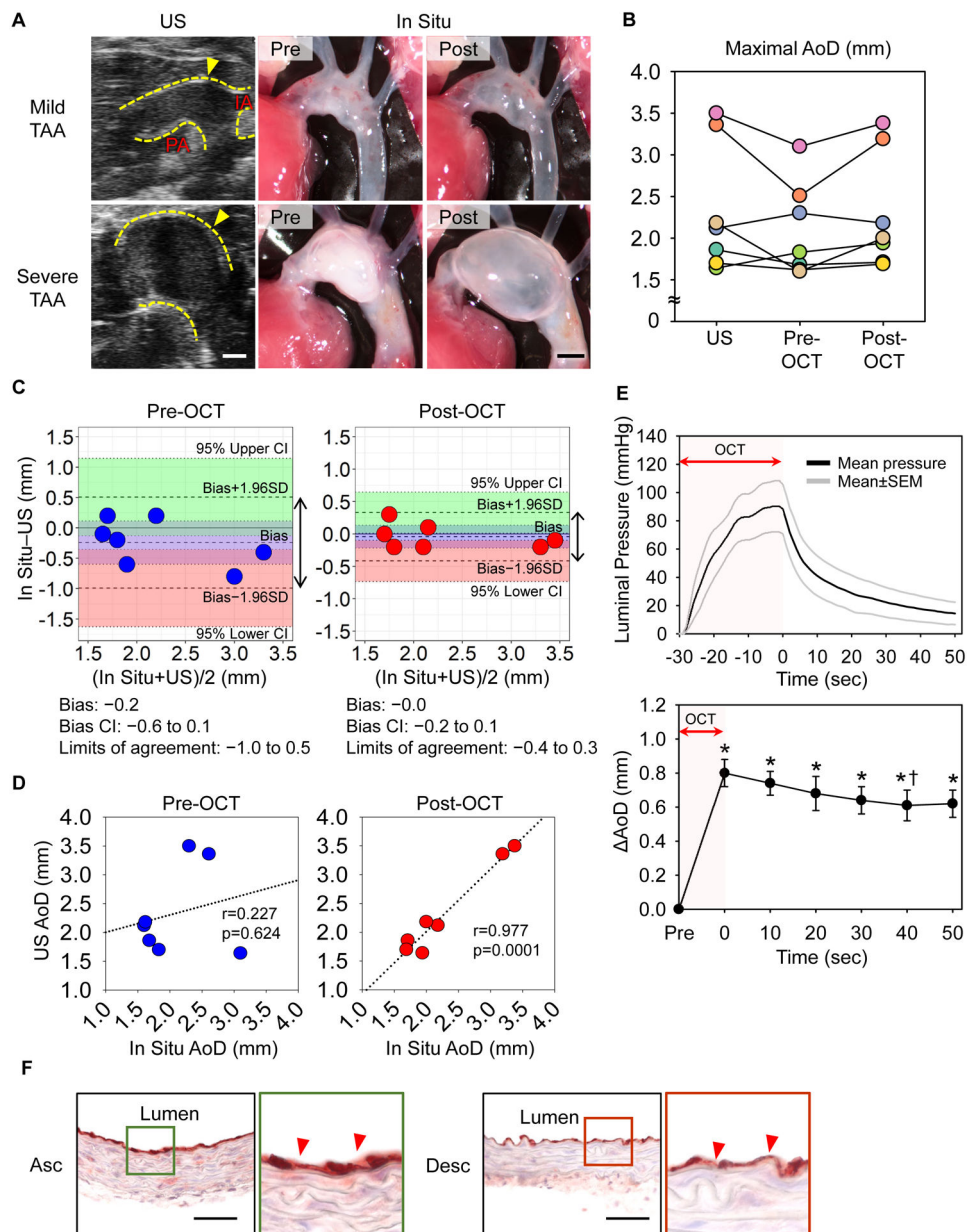 A
US
In Situ
Mild
TAA
IA
PA
Pre
Post
Severe
TAA
Pre
Post
B
Maximal AoD (mm)
4.0
3.5
3.0
2.5
2.0
1.5
0
≈
US
Pre-
OCT
Post-
OCT
C
Pre-OCT
In Situ–US (mm)
1.5
1.0
0.5
0.0
-0.5
-1.0
-1.5
95% Upper CI
Bias+1.96SD
Bias
Bias−1.96SD
95% Lower CI
1.5 2.0 2.5 3.0 3.5
(In Situ+US)/2 (mm)
Bias: −0.2
Bias CI: −0.6 to 0.1
Limits of agreement: −1.0 to 0.5
Post-OCT
1.5
1.0
0.5
0.0
-0.5
-1.0
-1.5
95% Upper CI
Bias+1.96SD
Bias
Bias−1.96SD
95% Lower CI
1.5 2.0 2.5 3.0 3.5
(In Situ+US)/2 (mm)
Bias: −0.0
Bias CI: −0.2 to 0.1
Limits of agreement: −0.4 to 0.3
D
Pre-OCT
US AoD (mm)
4.0
3.5
3.0
2.5
2.0
1.5
1.0
r=0.227
p=0.624
1.0 1.5 2.0 2.5 3.0 3.5 4.0
In Situ AoD (mm)
Post-OCT
4.0
3.5
3.0
2.5
2.0
1.5
1.0
r=0.977
p=0.0001
1.0 1.5 2.0 2.5 3.0 3.5 4.0
In Situ AoD (mm)
E
Luminal Pressure (mmHg)
140
120
100
80
60
40
20
0
OCT
Mean pressure
Mean±SEM
-30 -20 -10 0 10 20 30 40 50
Time (sec)
ΔAoD (mm)
1.2
1.0
0.8
0.6
0.4
0.2
0.0
OCT
* * * * *† *
Pre 0 10 20 30 40 50
Time (sec)
F
Asc
Lumen
Desc
Lumen